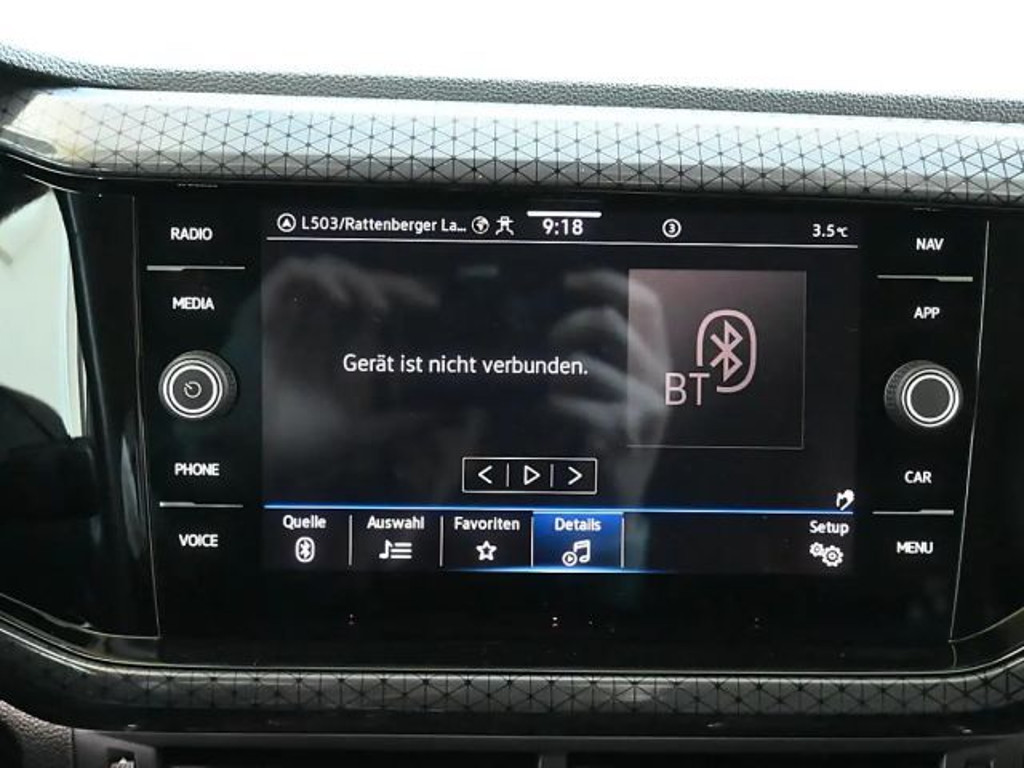 L503/Rattenberger La...
9:18
3
3.5°C
RADIO
MEDIA
PHONE
VOICE
Gerät ist nicht verbunden.
BT
NAV
APP
CAR
MENU
Quelle
Auswahl
Favoriten
Details
Setup